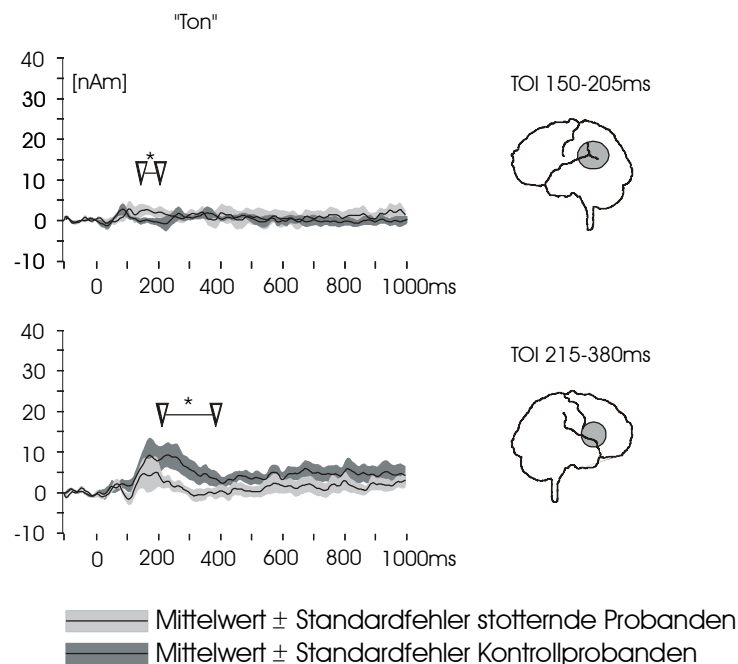 "Ton"
40
[nAm]
30
20
*
10
0
-10
0 200 400 600 800 1000ms
TOI 150-205ms
40
30
20
*
10
0
-10
0 200 400 600 800 1000ms
TOI 215-380ms
Mittelwert ± Standardfehler stotternde Probanden
Mittelwert ± Standardfehler Kontrollprobanden